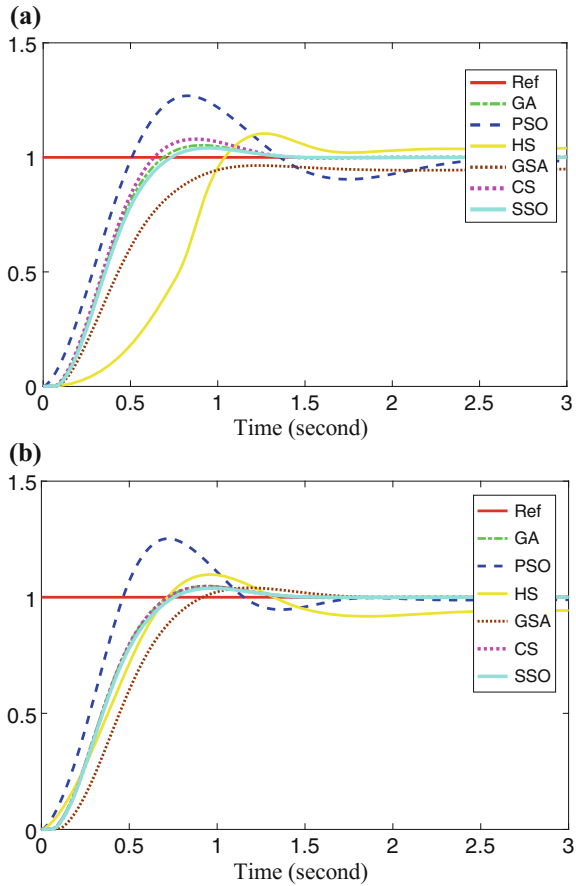 (a)
1.5
1
0.5
0
Ref
GA
PSO
HS
GSA
CS
SSO
0 0.5 1 1.5 2 2.5 3
Time (second)
(b)
1.5
1
0.5
0
Ref
GA
PSO
HS
GSA
CS
SSO
0 0.5 1 1.5 2 2.5 3
Time (second)